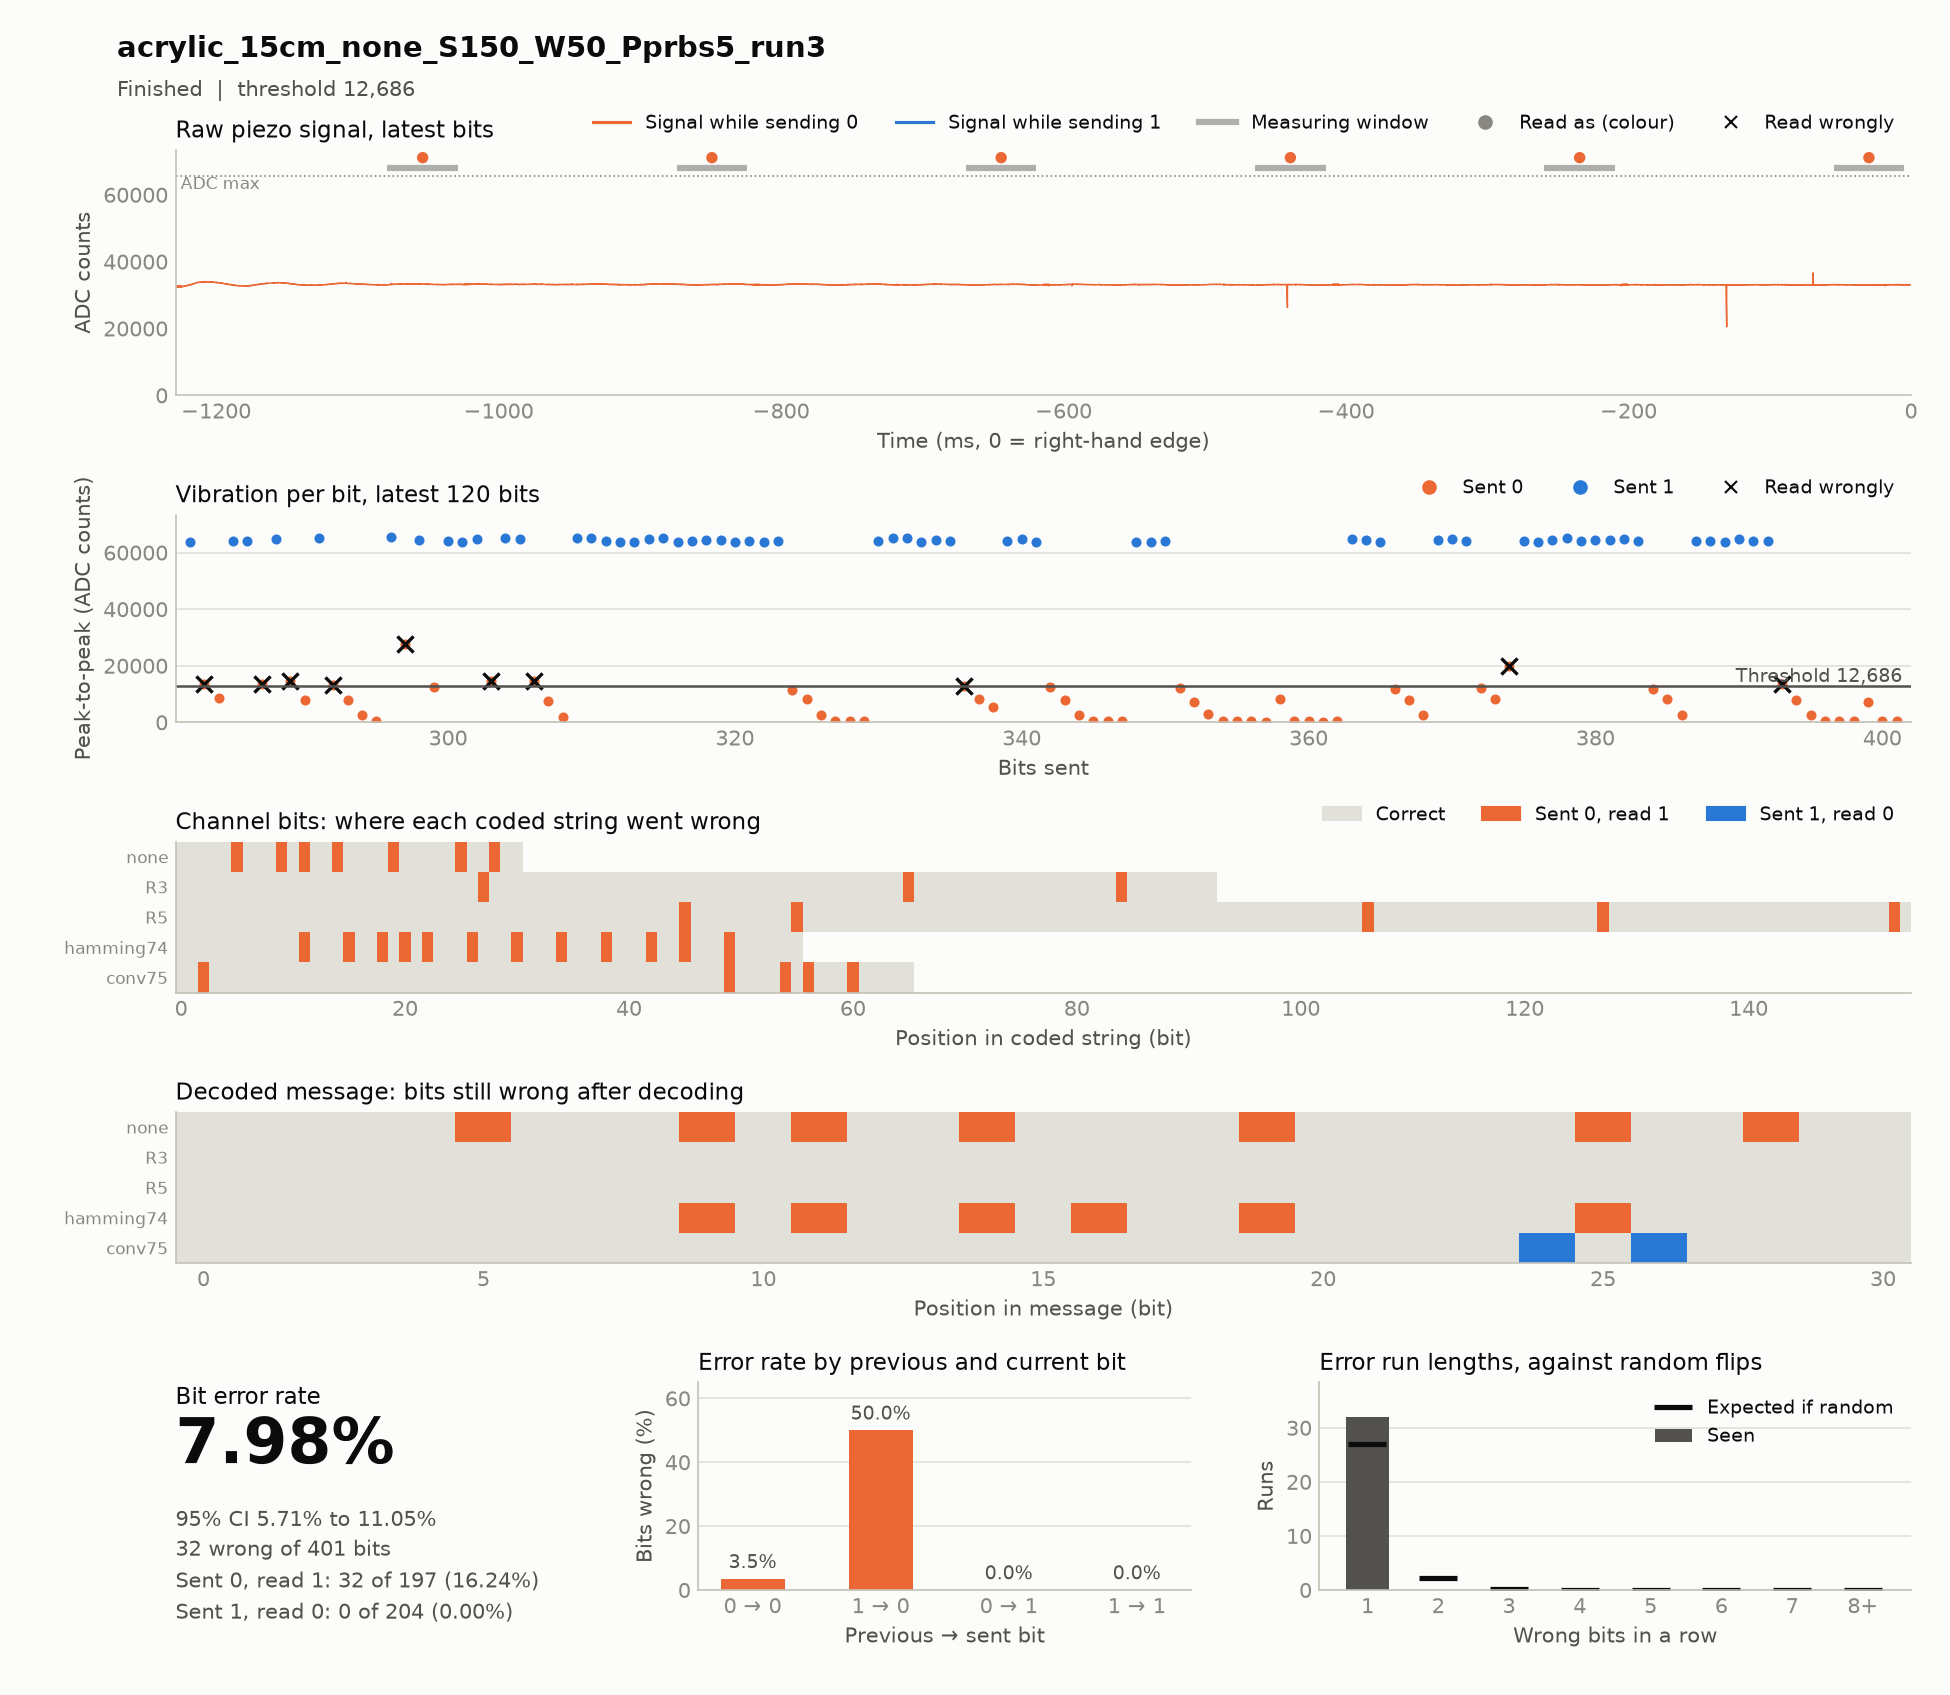 acrylic_15cm_none_S150_W50_Pprbs5_run3
Finished | threshold 12,686
Raw piezo signal, latest bits
Signal while sending 0
Signal while sending 1
Measuring window
Read as (colour)
Read wrongly
ADC max
ADC counts
60000
40000
20000
0
−1200 −1000 −800 −600 −400 −200 0
Time (ms, 0 = right-hand edge)
Vibration per bit, latest 120 bits
Sent 0
Sent 1
Read wrongly
Peak-to-peak (ADC counts)
60000
40000
20000
0
Threshold 12,686
300 320 340 360 380 400
Bits sent
Channel bits: where each coded string went wrong
Correct
Sent 0, read 1
Sent 1, read 0
none
R3
R5
hamming74
conv75
0 20 40 60 80 100 120 140
Position in coded string (bit)
Decoded message: bits still wrong after decoding
none
R3
R5
hamming74
conv75
0 5 10 15 20 25 30
Position in message (bit)
Bit error rate
7.98%
95% CI 5.71% to 11.05%
32 wrong of 401 bits
Sent 0, read 1: 32 of 197 (16.24%)
Sent 1, read 0: 0 of 204 (0.00%)
Error rate by previous and current bit
Bits wrong (%)
60
40
20
0
3.5%
50.0%
0.0%
0.0%
0 → 0
1 → 0
0 → 1
1 → 1
Previous → sent bit
Error run lengths, against random flips
Expected if random
Seen
Runs
30
20
10
0
1 2 3 4 5 6 7 8+
Wrong bits in a row